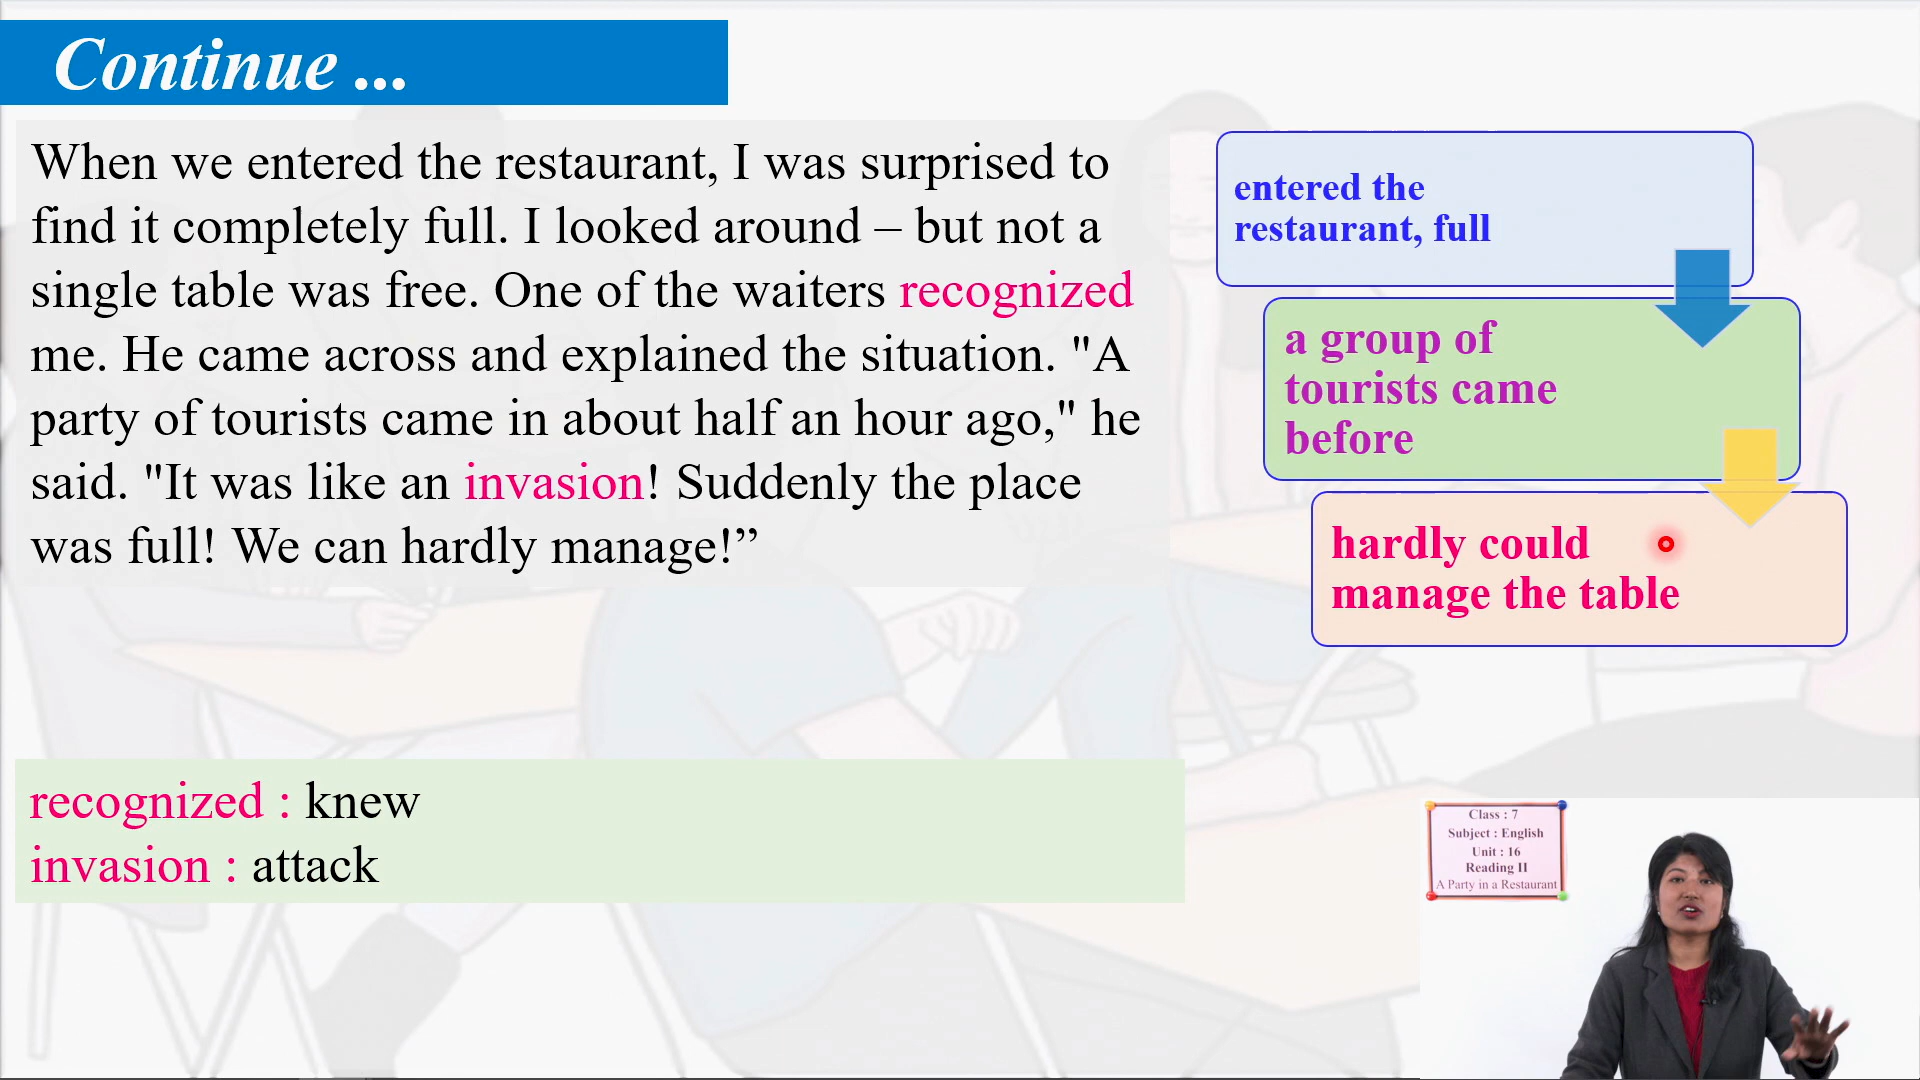 Continue ...
When we entered the restaurant, I was surprised to
find it completely full. I looked around – but not a
single table was free. One of the waiters recognized
me. He came across and explained the situation. "A
party of tourists came in about half an hour ago," he
said. "It was like an invasion! Suddenly the place
was full! We can hardly manage!”
entered the
restaurant, full
a group of
tourists came
before
hardly could
manage the table
recognized : knew
invasion : attack
Class : 7
Subject : English
Unit : 16
Reading II
A Party in a Restaurant